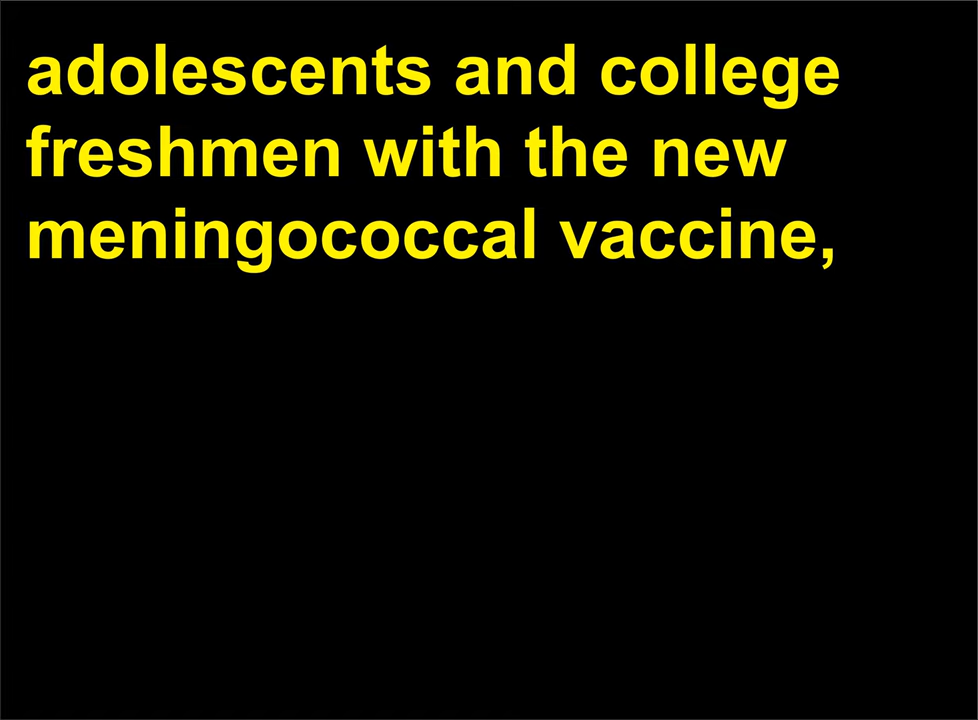 adolescents and college
freshmen with the new
meningococcal vaccine,